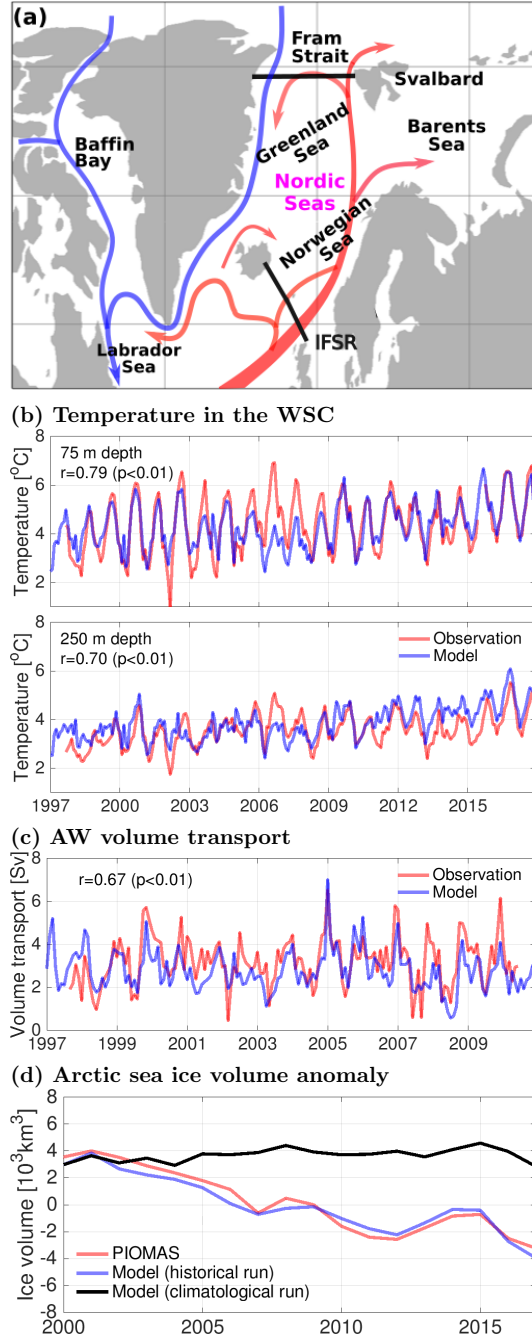 (a)
Fram
Strait
Svalbard
Barents
Sea
Baffin
Bay
Greenland
Sea
Nordic
Seas
Norwegian
Sea
IFSR
Labrador
Sea
(b) Temperature in the WSC
Temperature [°C]
8
6
4
2
75 m depth
r=0.79 (p<0.01)
Temperature [°C]
8
6
4
2
250 m depth
r=0.70 (p<0.01)
Observation
Model
1997 2000 2003 2006 2009 2012 2015
(c) AW volume transport
Volume transport [Sv]
8
6
4
2
0
r=0.67 (p<0.01)
Observation
Model
1997 1999 2001 2003 2005 2007 2009
(d) Arctic sea ice volume anomaly
Ice volume [10³km³]
8
6
4
2
0
-2
-4
-6
-8
PIOMAS
Model (historical run)
Model (climatological run)
2000 2005 2010 2015